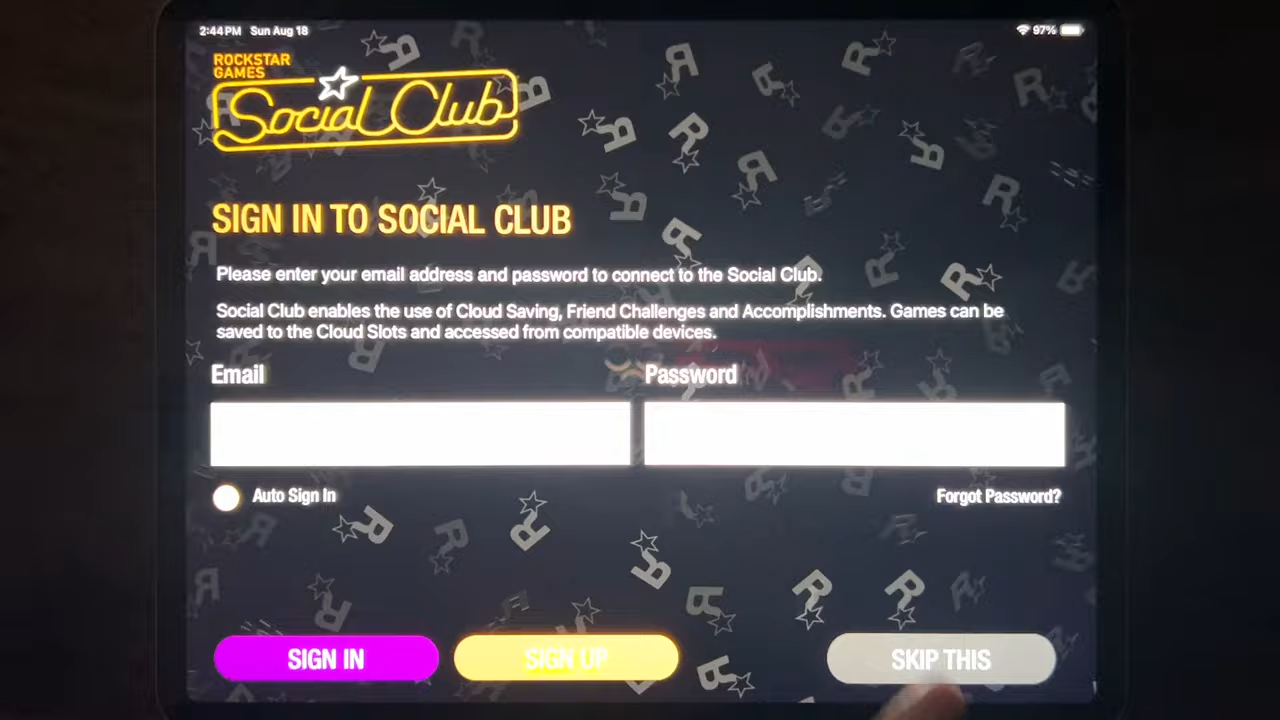 2:44 PM Sun Aug 18
97%
ROCKSTAR
GAMES
Social Club
SIGN IN TO SOCIAL CLUB
Please enter your email address and password to connect to the Social Club.
Social Club enables the use of Cloud Saving, Friend Challenges and Accomplishments. Games can be
saved to the Cloud Slots and accessed from compatible devices.
Email
Password
Auto Sign In
Forgot Password?
SIGN IN
SIGN UP
SKIP THIS